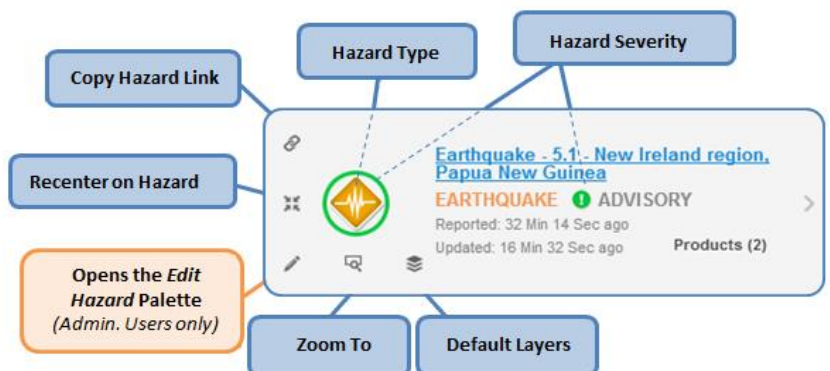 Hazard Type
Hazard Severity
Copy Hazard Link
Recenter on Hazard
Opens the Edit
Hazard Palette
(Admin. Users only)
Earthquake - 5.1 - New Ireland region,
Papua New Guinea
EARTHQUAKE ! ADVISORY
Reported: 32 Min 14 Sec ago
Updated: 16 Min 32 Sec ago
Products (2)
Zoom To
Default Layers